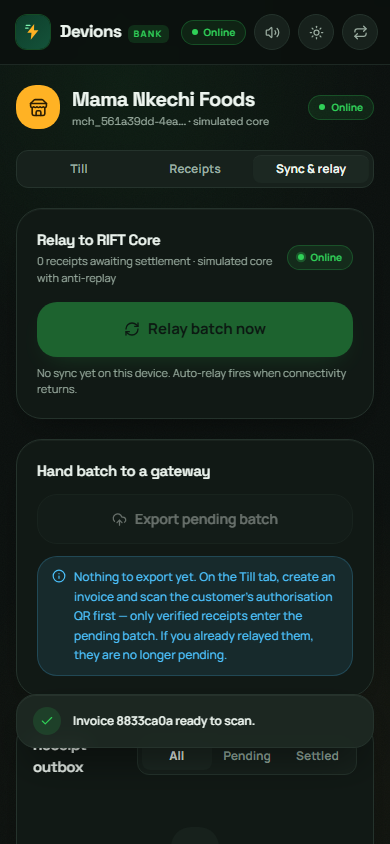 Devions BANK Online
Mama Nkechi Foods
mch_561a39dd-4ea... · simulated core
Online
Till Receipts Sync & relay
Relay to RIFT Core
0 receipts awaiting settlement · simulated core
with anti-replay
Online
Relay batch now
No sync yet on this device. Auto-relay fires when connectivity
returns.
Hand batch to a gateway
Export pending batch
Nothing to export yet. On the Till tab, create an
invoice and scan the customer's authorisation
QR first — only verified receipts enter the
pending batch. If you already relayed them,
they are no longer pending.
Invoice 8833ca0a ready to scan.
Receipt
outbox
All Pending Settled